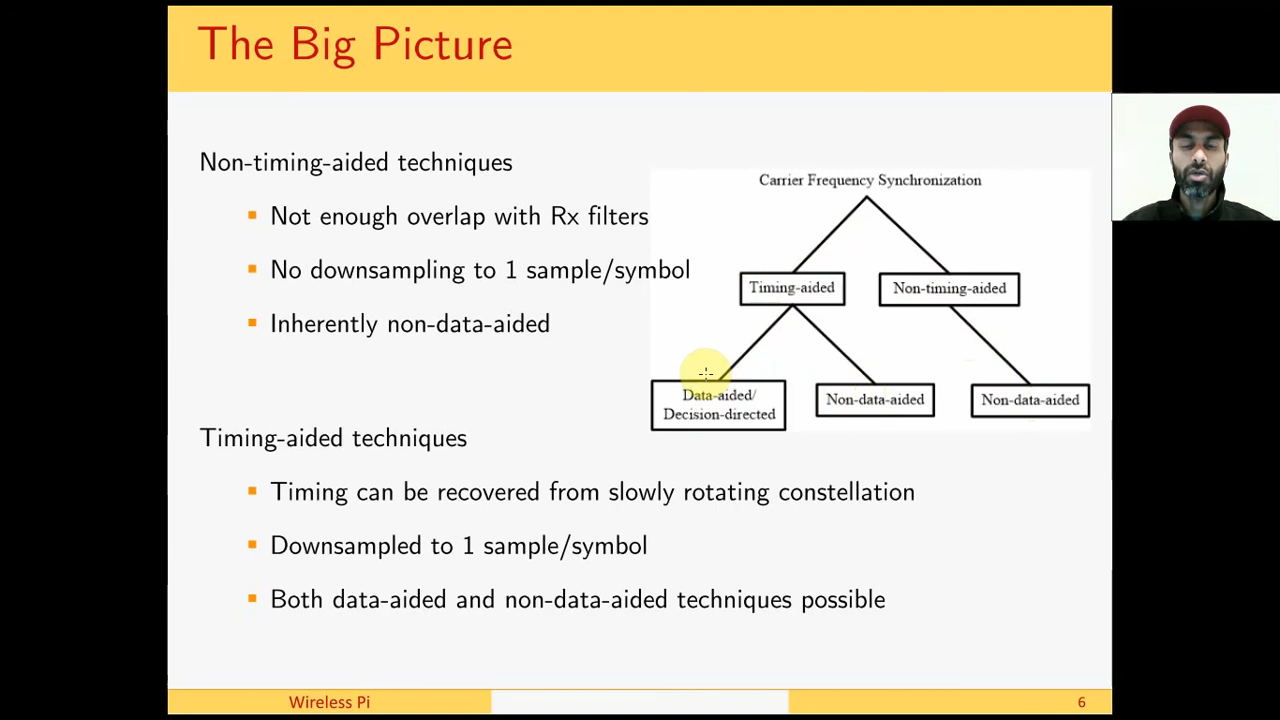 The Big Picture
Non-timing-aided techniques
Not enough overlap with Rx filters
No downsampling to 1 sample/symbol
Inherently non-data-aided
Carrier Frequency Synchronization
Timing-aided
Non-timing-aided
Data-aided/
Decision-directed
Non-data-aided
Non-data-aided
Timing-aided techniques
Timing can be recovered from slowly rotating constellation
Downsampled to 1 sample/symbol
Both data-aided and non-data-aided techniques possible
Wireless Pi
6